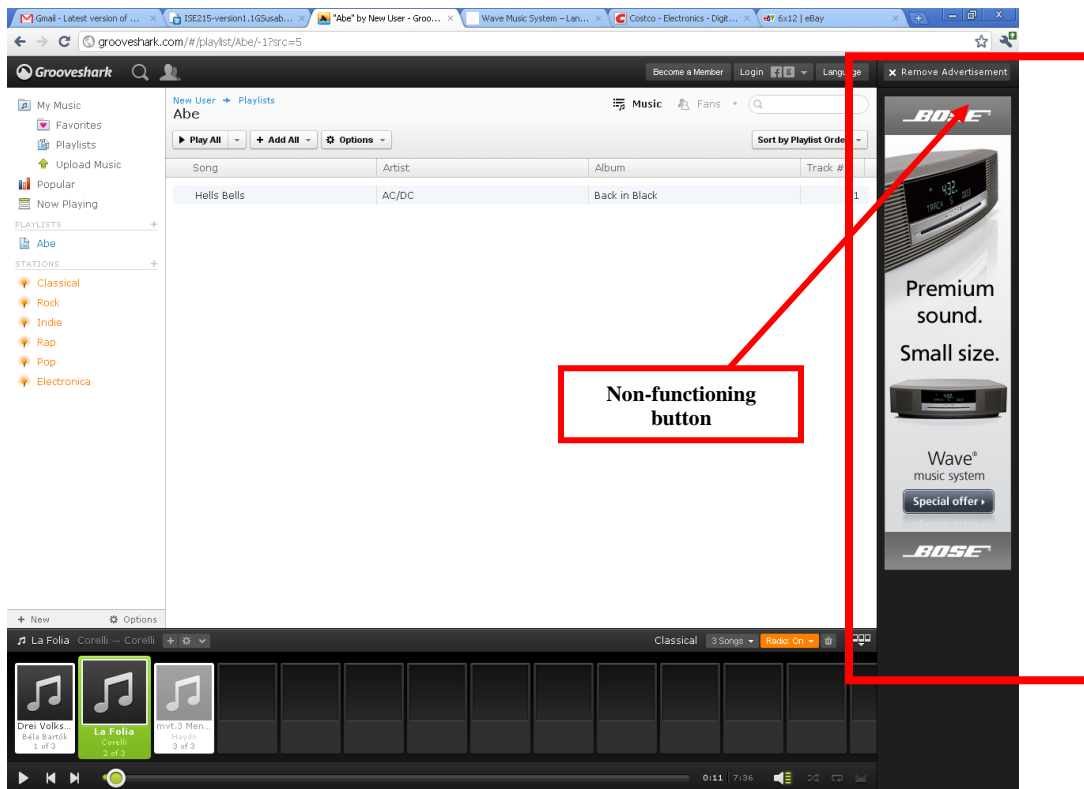 Gmail - Latest version of ...
ISE215-version1.1GSusab...
"Abe" by New User - Groo...
Wave Music System – Lan...
Costco - Electronics - Digit...
6x12 | eBay
grooveshark.com/#/playlist/Abe/-1?src=5
Grooveshark
Become a Member
Login
Language
× Remove Advertisement
My Music
Favorites
Playlists
Upload Music
Popular
Now Playing
PLAYLISTS +
Abe
STATIONS +
Classical
Rock
Indie
Rap
Pop
Electronica
+ New
Options
New User → Playlists
Abe
Music
Fans
Play All
+ Add All
Options
Sort by Playlist Order
Song Artist Album Track #
Hells Bells AC/DC Back in Black 1
Non-functioning
button
BOSE
432
TRACK 5 003
Premium
sound.
Small size.
Wave®
music system
Special offer ›
BOSE
La Folia Corelli — Corelli
Classical
3 Songs
Radio: On
Drei Volks...
Béla Bartók
1 of 3
La Folia
Corelli
2 of 3
mvt.3 Men...
Haydn
3 of 3
0:11 7:36